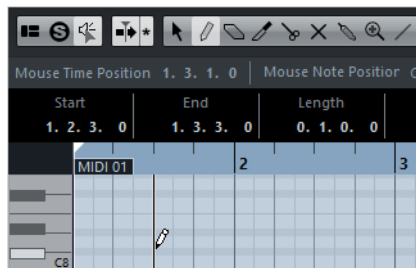 S *
Mouse Time Position 1. 3. 1. 0 Mouse Note Position
Start End Length
1. 2. 3. 0 1. 3. 3. 0 0. 1. 0. 0
MIDI 01 2 3
C8